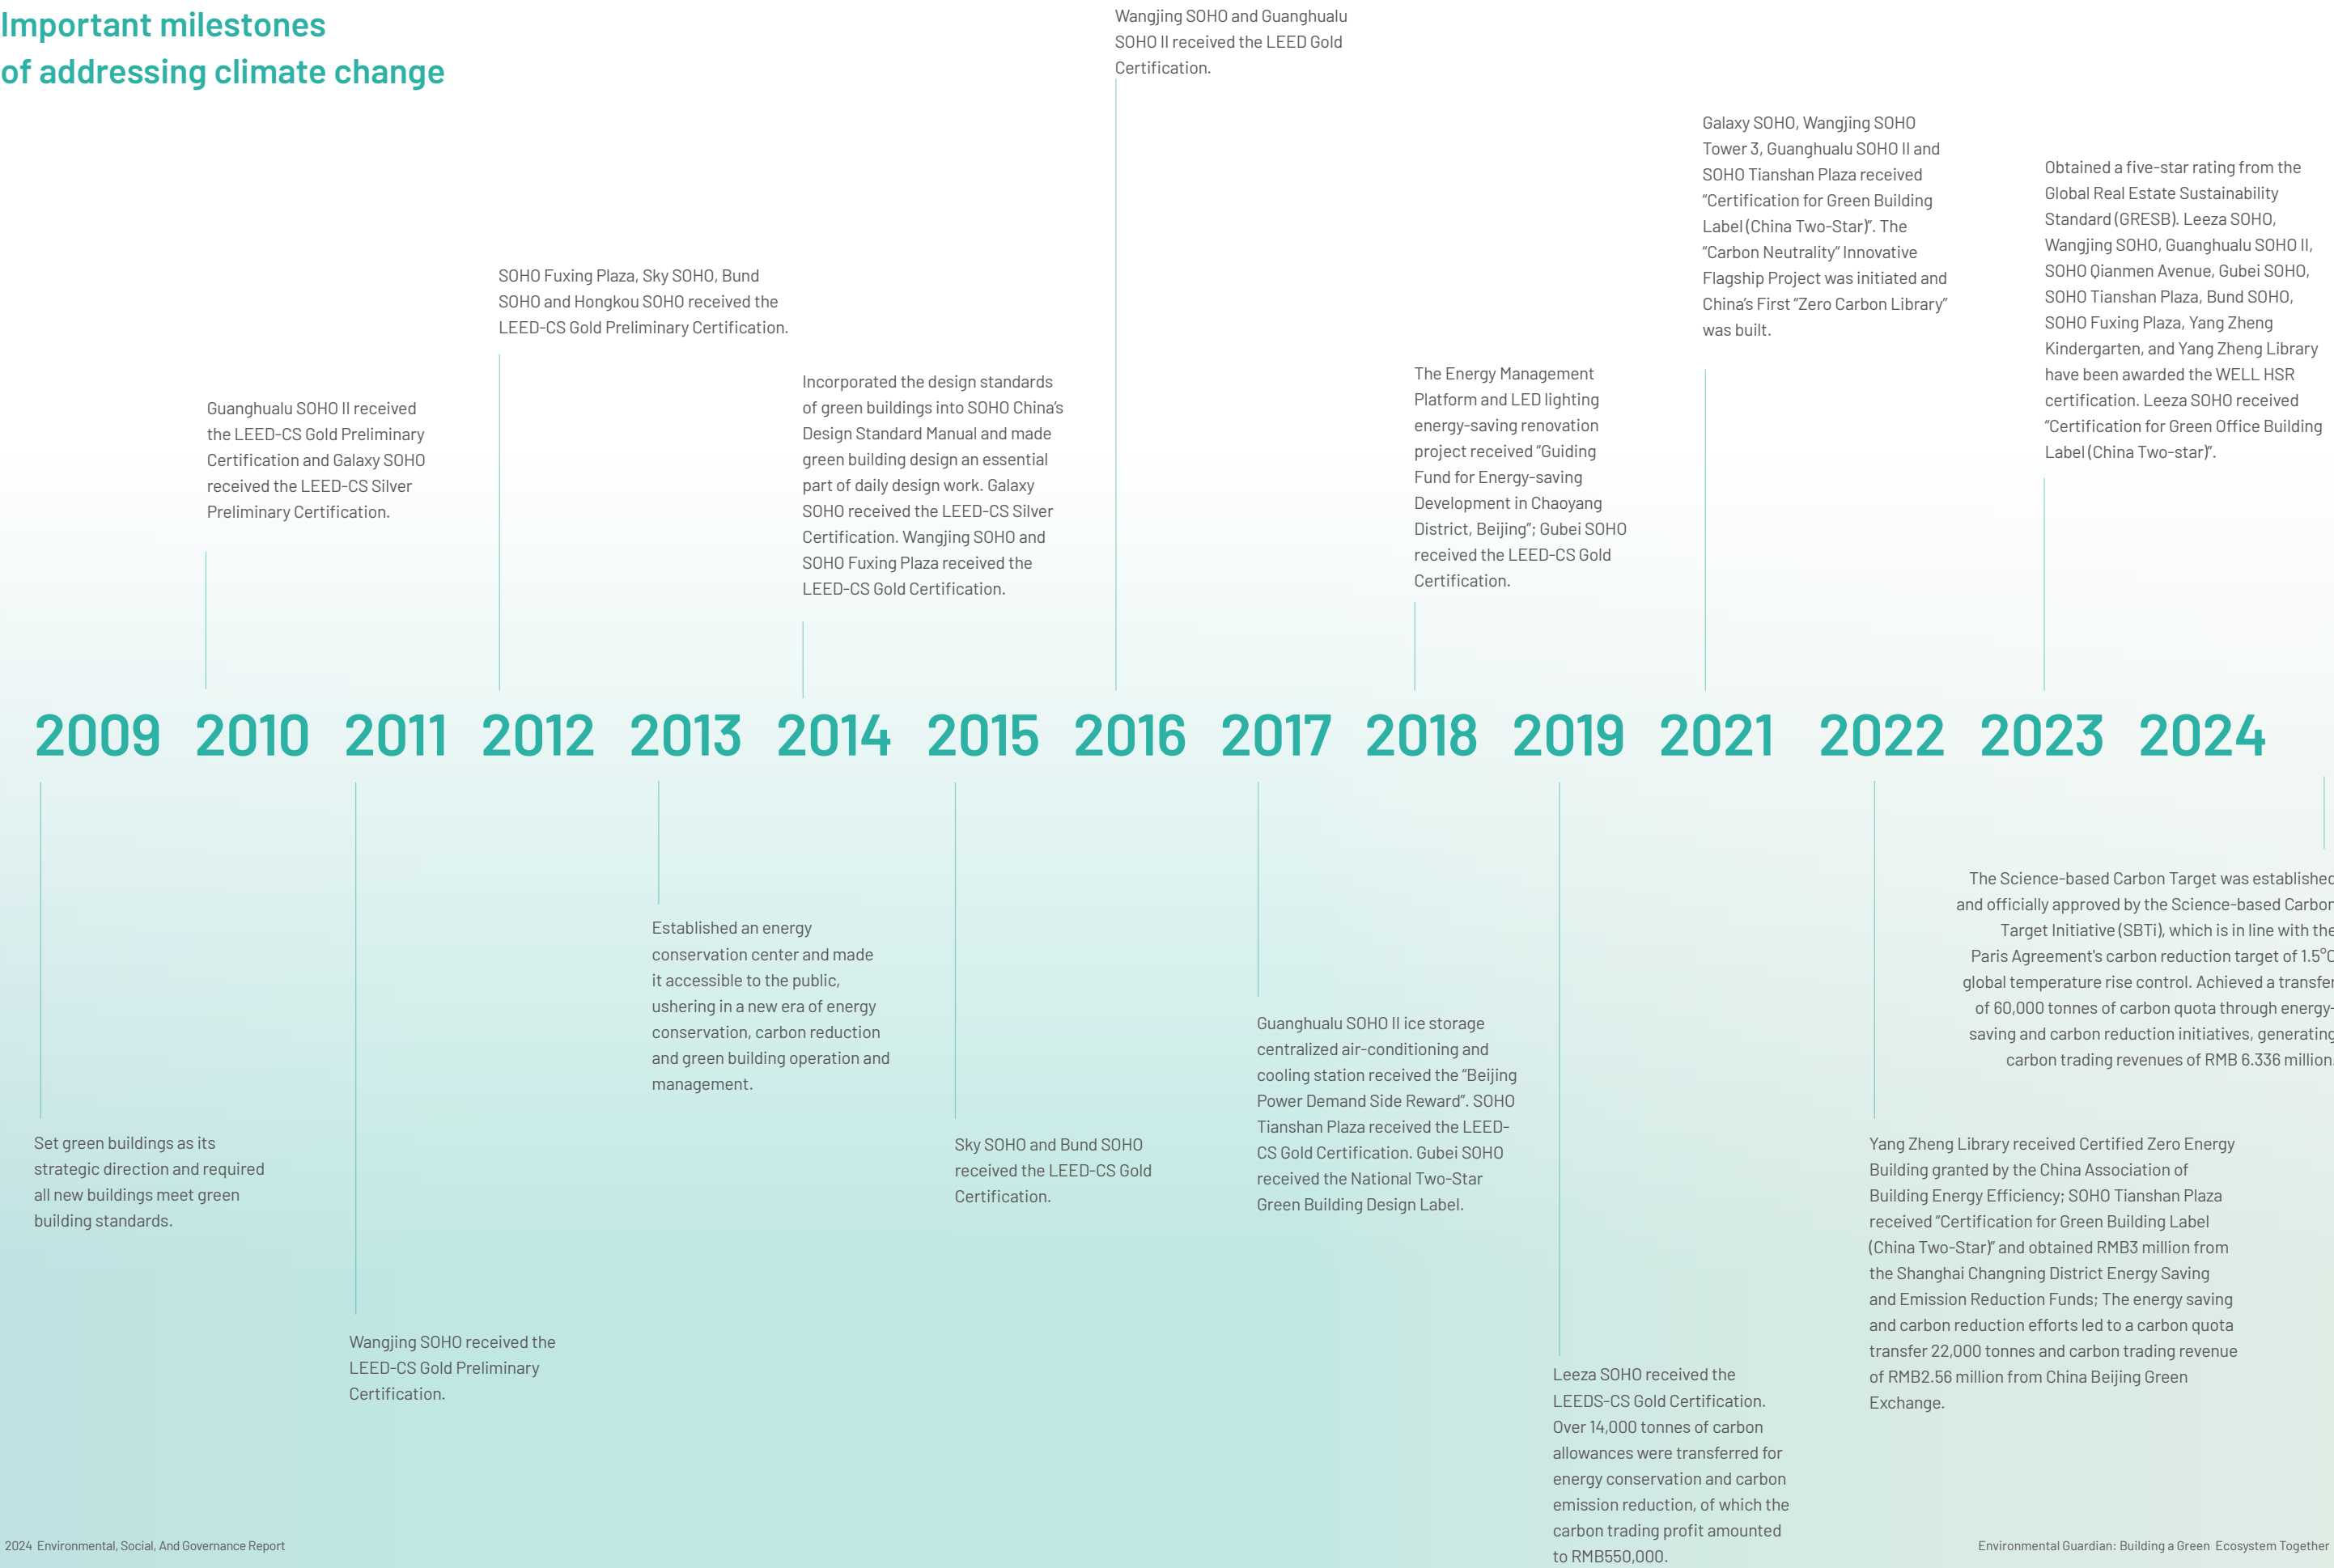 Important milestones
of addressing climate change
Wangjing SOHO and Guanghualu
SOHO II received the LEED Gold
Certification.
Galaxy SOHO, Wangjing SOHO
Tower 3, Guanghualu SOHO II and
SOHO Tianshan Plaza received
“Certification for Green Building
Label (China Two-Star)”. The
“Carbon Neutrality” Innovative
Flagship Project was initiated and
China’s First “Zero Carbon Library”
was built.
Obtained a five-star rating from the
Global Real Estate Sustainability
Standard (GRESB). Leeza SOHO,
Wangjing SOHO, Guanghualu SOHO II,
SOHO Qianmen Avenue, Gubei SOHO,
SOHO Tianshan Plaza, Bund SOHO,
SOHO Fuxing Plaza, Yang Zheng
Kindergarten, and Yang Zheng Library
have been awarded the WELL HSR
certification. Leeza SOHO received
“Certification for Green Office Building
Label (China Two-star)”.
SOHO Fuxing Plaza, Sky SOHO, Bund
SOHO and Hongkou SOHO received the
LEED-CS Gold Preliminary Certification.
Guanghualu SOHO II received
the LEED-CS Gold Preliminary
Certification and Galaxy SOHO
received the LEED-CS Silver
Preliminary Certification.
Incorporated the design standards
of green buildings into SOHO China’s
Design Standard Manual and made
green building design an essential
part of daily design work. Galaxy
SOHO received the LEED-CS Silver
Certification. Wangjing SOHO and
SOHO Fuxing Plaza received the
LEED-CS Gold Certification.
The Energy Management
Platform and LED lighting
energy-saving renovation
project received “Guiding
Fund for Energy-saving
Development in Chaoyang
District, Beijing”; Gubei SOHO
received the LEED-CS Gold
Certification.
2009 2010 2011 2012 2013 2014 2015 2016 2017 2018 2019 2021 2022 2023 2024
Set green buildings as its
strategic direction and required
all new buildings meet green
building standards.
Wangjing SOHO received the
LEED-CS Gold Preliminary
Certification.
Established an energy
conservation center and made
it accessible to the public,
ushering in a new era of energy
conservation, carbon reduction
and green building operation and
management.
Sky SOHO and Bund SOHO
received the LEED-CS Gold
Certification.
Guanghualu SOHO II ice storage
centralized air-conditioning and
cooling station received the “Beijing
Power Demand Side Reward”. SOHO
Tianshan Plaza received the LEED-
CS Gold Certification. Gubei SOHO
received the National Two-Star
Green Building Design Label.
Leeza SOHO received the
LEEDS-CS Gold Certification.
Over 14,000 tonnes of carbon
allowances were transferred for
energy conservation and carbon
emission reduction, of which the
carbon trading profit amounted
to RMB550,000.
Yang Zheng Library received Certified Zero Energy
Building granted by the China Association of
Building Energy Efficiency; SOHO Tianshan Plaza
received “Certification for Green Building Label
(China Two-Star)” and obtained RMB3 million from
the Shanghai Changning District Energy Saving
and Emission Reduction Funds; The energy saving
and carbon reduction efforts led to a carbon quota
transfer 22,000 tonnes and carbon trading revenue
of RMB2.56 million from China Beijing Green
Exchange.
The Science-based Carbon Target was established
and officially approved by the Science-based Carbon
Target Initiative (SBTi), which is in line with the
Paris Agreement's carbon reduction target of 1.5°C
global temperature rise control. Achieved a transfer
of 60,000 tonnes of carbon quota through energy-
saving and carbon reduction initiatives, generating
carbon trading revenues of RMB 6.336 million.
2024 Environmental, Social, And Governance Report
Environmental Guardian: Building a Green Ecosystem Together